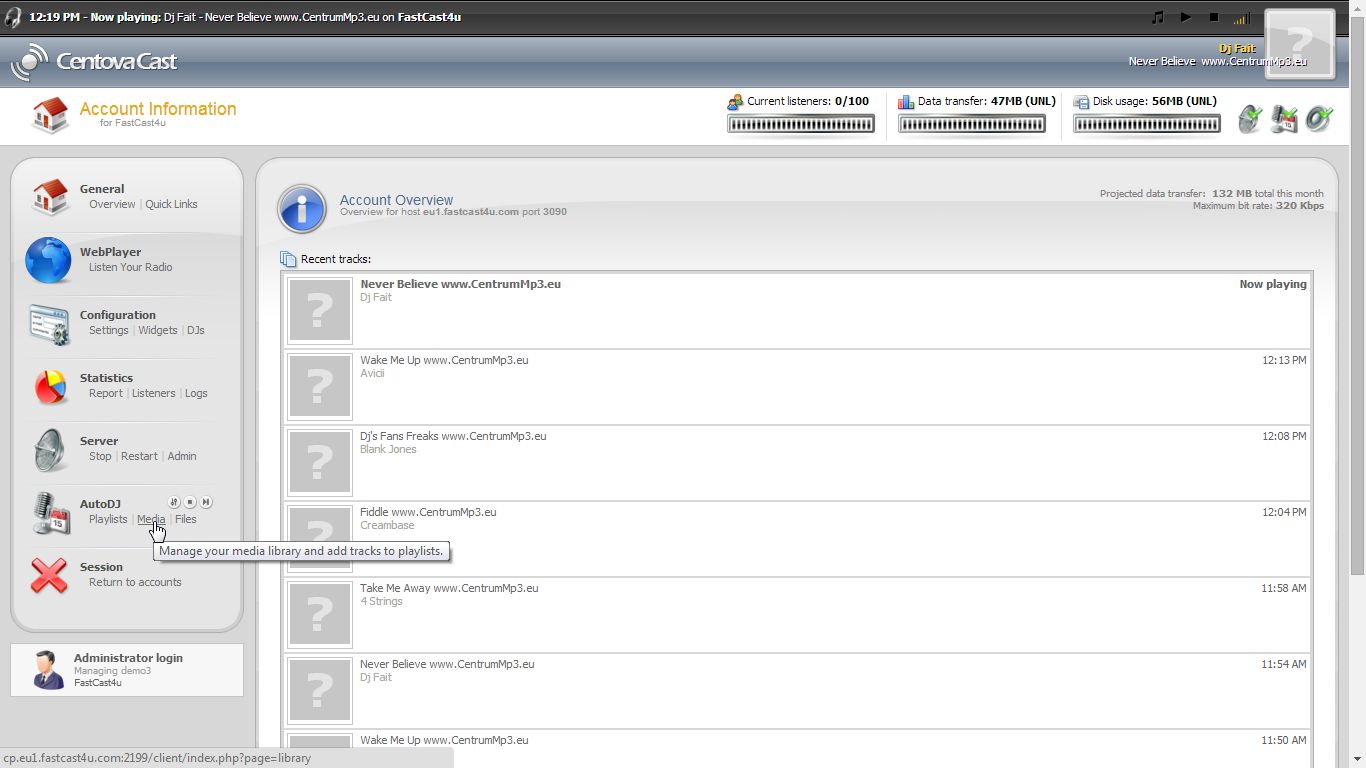 12:19 PM - Now playing: Dj Fait - Never Believe www.CentrumMp3.eu on FastCast4u
CentovaCast
Dj Fait
Never Believe www.CentrumMp3.eu
Account Information
for FastCast4u
Current listeners: 0/100
Data transfer: 47MB (UNL)
Disk usage: 56MB (UNL)
General
Overview | Quick Links
WebPlayer
Listen Your Radio
Configuration
Settings | Widgets | DJs
Statistics
Report | Listeners | Logs
Server
Stop | Restart | Admin
AutoDJ
Playlists | Media | Files
Manage your media library and add tracks to playlists.
Session
Return to accounts
Administrator login
Managing demo3
FastCast4u
Account Overview
Overview for host eu1.fastcast4u.com port 3090
Projected data transfer: 132 MB total this month
Maximum bit rate: 320 Kbps
Recent tracks:
Never Believe www.CentrumMp3.eu
Dj Fait
Now playing
Wake Me Up www.CentrumMp3.eu
Avicii
12:13 PM
Dj's Fans Freaks www.CentrumMp3.eu
Blank Jones
12:08 PM
Fiddle www.CentrumMp3.eu
Creambase
12:04 PM
Take Me Away www.CentrumMp3.eu
4 Strings
11:58 AM
Never Believe www.CentrumMp3.eu
Dj Fait
11:54 AM
Wake Me Up www.CentrumMp3.eu
11:50 AM
cp.eu1.fastcast4u.com:2199/client/index.php?page=library